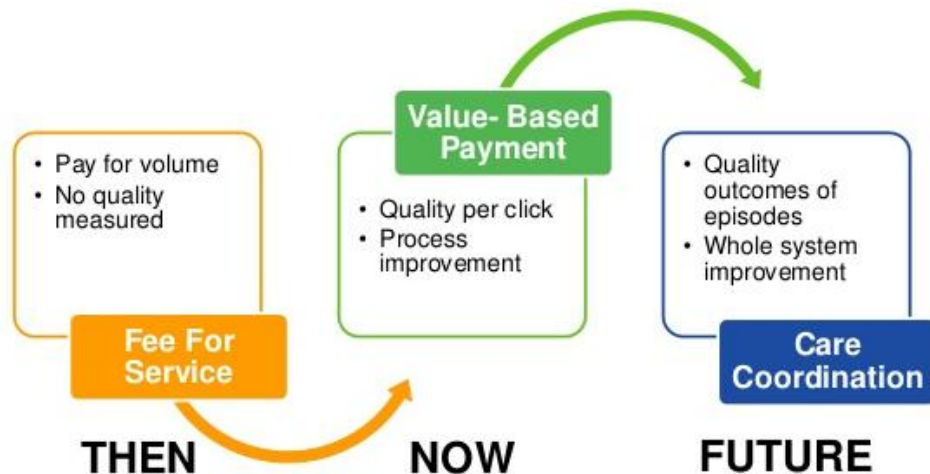 • Pay for volume
• No quality
measured
Fee For
Service
THEN
Value- Based
Payment
• Quality per click
• Process
improvement
NOW
• Quality
outcomes of
episodes
• Whole system
improvement
Care
Coordination
FUTURE